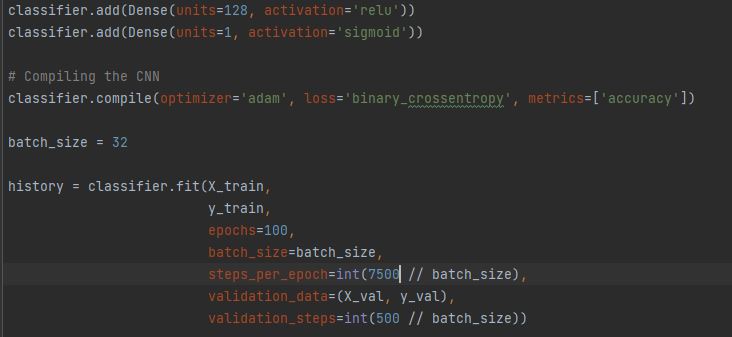 classifier.add(Dense(units=128, activation='relu'))
classifier.add(Dense(units=1, activation='sigmoid'))
# Compiling the CNN
classifier.compile(optimizer='adam', loss='binary_crossentropy', metrics=['accuracy'])
batch_size = 32
history = classifier.fit(X_train,
y_train,
epochs=100,
batch_size=batch_size,
steps_per_epoch=int(7500 // batch_size),
validation_data=(X_val, y_val),
validation_steps=int(500 // batch_size))